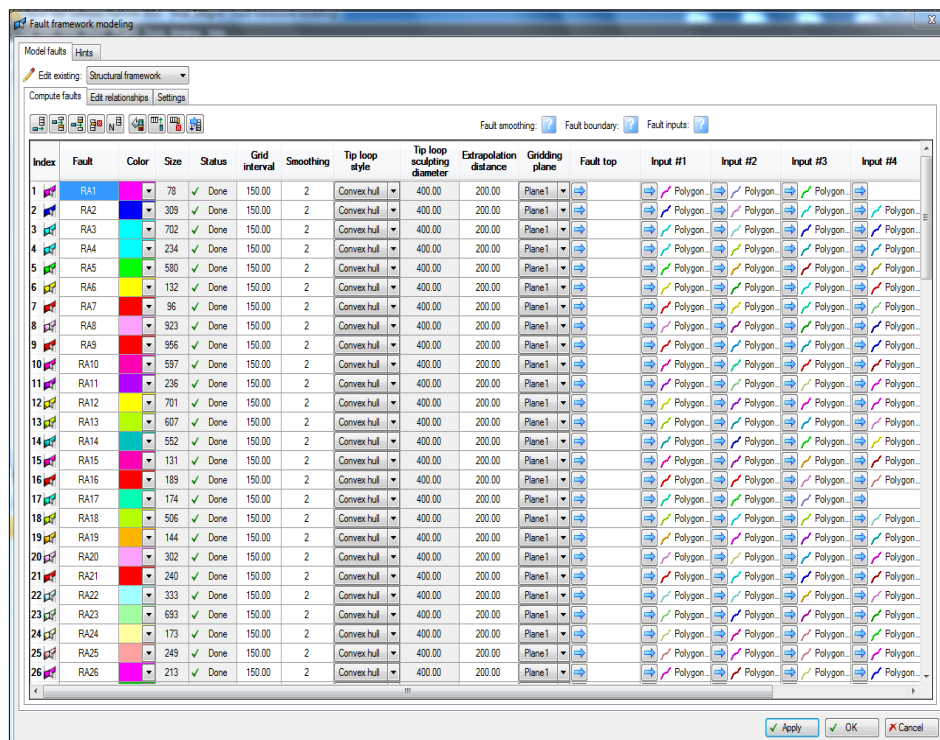 Fault framework modeling
Model faults Hints
Edit existing: Structural framework
Compute faults Edit relationships Settings
Fault smoothing: ? Fault boundary: ? Fault inputs: ?
Index Fault Color Size Status Grid interval Smoothing Tip loop style Tip loop sculpting diameter Extrapolation distance Gridding plane Fault top Input #1 Input #2 Input #3 Input #4
1 RA1 78 Done 150.00 2 Convex hull 400.00 200.00 Plane1 Polygon... Polygon... Polygon...
2 RA2 309 Done 150.00 2 Convex hull 400.00 200.00 Plane1 Polygon... Polygon... Polygon... Polygon...
3 RA3 702 Done 150.00 2 Convex hull 400.00 200.00 Plane1 Polygon... Polygon... Polygon... Polygon...
4 RA4 234 Done 150.00 2 Convex hull 400.00 200.00 Plane1 Polygon... Polygon... Polygon... Polygon...
5 RA5 580 Done 150.00 2 Convex hull 400.00 200.00 Plane1 Polygon... Polygon... Polygon... Polygon...
6 RA6 132 Done 150.00 2 Convex hull 400.00 200.00 Plane1 Polygon... Polygon... Polygon... Polygon...
7 RA7 96 Done 150.00 2 Convex hull 400.00 200.00 Plane1 Polygon... Polygon... Polygon... Polygon...
8 RA8 923 Done 150.00 2 Convex hull 400.00 200.00 Plane1 Polygon... Polygon... Polygon... Polygon...
9 RA9 956 Done 150.00 2 Convex hull 400.00 200.00 Plane1 Polygon... Polygon... Polygon... Polygon...
10 RA10 597 Done 150.00 2 Convex hull 400.00 200.00 Plane1 Polygon... Polygon... Polygon... Polygon...
11 RA11 236 Done 150.00 2 Convex hull 400.00 200.00 Plane1 Polygon... Polygon... Polygon... Polygon...
12 RA12 701 Done 150.00 2 Convex hull 400.00 200.00 Plane1 Polygon... Polygon... Polygon... Polygon...
13 RA13 607 Done 150.00 2 Convex hull 400.00 200.00 Plane1 Polygon... Polygon... Polygon... Polygon...
14 RA14 552 Done 150.00 2 Convex hull 400.00 200.00 Plane1 Polygon... Polygon... Polygon... Polygon...
15 RA15 131 Done 150.00 2 Convex hull 400.00 200.00 Plane1 Polygon... Polygon... Polygon... Polygon...
16 RA16 189 Done 150.00 2 Convex hull 400.00 200.00 Plane1 Polygon... Polygon... Polygon... Polygon...
17 RA17 174 Done 150.00 2 Convex hull 400.00 200.00 Plane1 Polygon... Polygon... Polygon...
18 RA18 506 Done 150.00 2 Convex hull 400.00 200.00 Plane1 Polygon... Polygon... Polygon... Polygon...
19 RA19 144 Done 150.00 2 Convex hull 400.00 200.00 Plane1 Polygon... Polygon... Polygon... Polygon...
20 RA20 302 Done 150.00 2 Convex hull 400.00 200.00 Plane1 Polygon... Polygon... Polygon... Polygon...
21 RA21 240 Done 150.00 2 Convex hull 400.00 200.00 Plane1 Polygon... Polygon... Polygon... Polygon...
22 RA22 333 Done 150.00 2 Convex hull 400.00 200.00 Plane1 Polygon... Polygon... Polygon... Polygon...
23 RA23 693 Done 150.00 2 Convex hull 400.00 200.00 Plane1 Polygon... Polygon... Polygon... Polygon...
24 RA24 173 Done 150.00 2 Convex hull 400.00 200.00 Plane1 Polygon... Polygon... Polygon... Polygon...
25 RA25 249 Done 150.00 2 Convex hull 400.00 200.00 Plane1 Polygon... Polygon... Polygon... Polygon...
26 RA26 213 Done 150.00 2 Convex hull 400.00 200.00 Plane1 Polygon... Polygon... Polygon... Polygon...
Apply OK Cancel